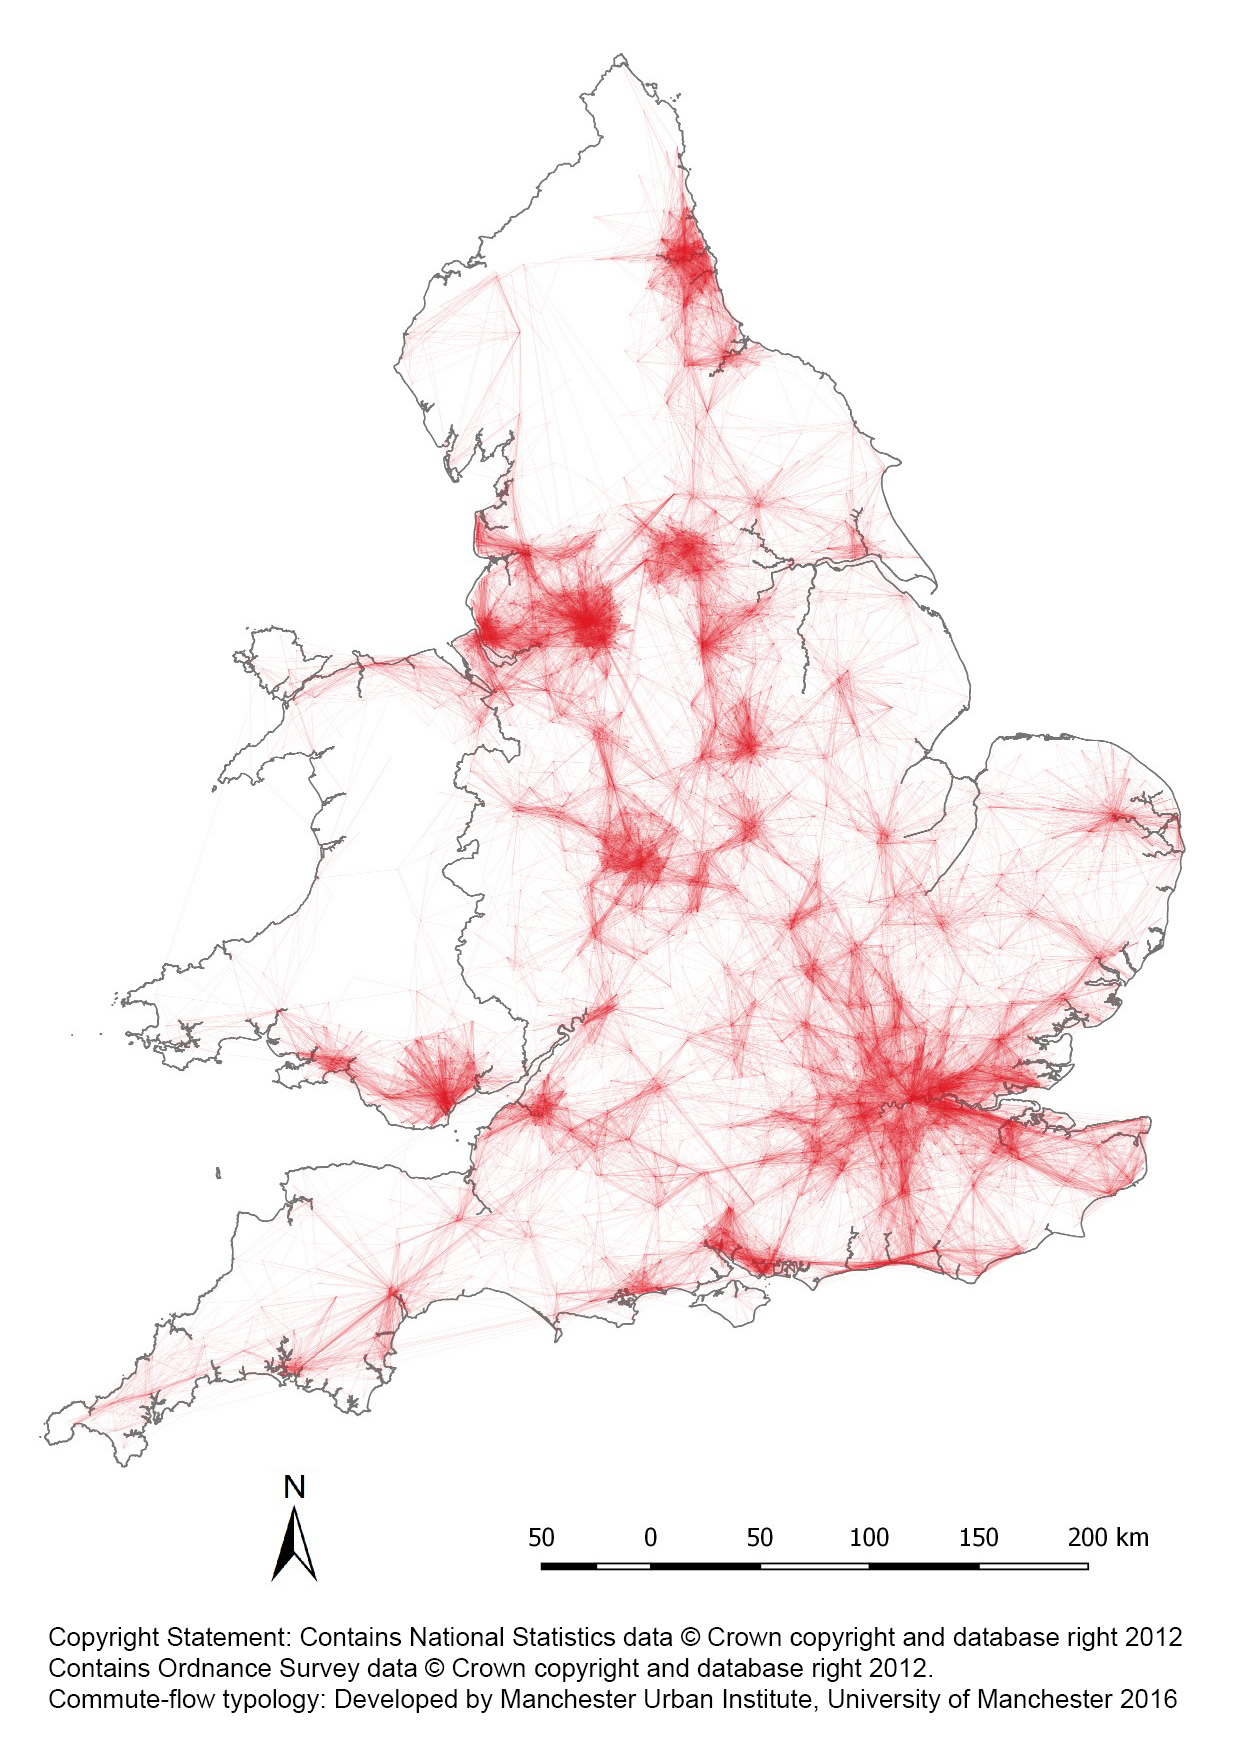 N
50 0 50 100 150 200 km
Copyright Statement: Contains National Statistics data © Crown copyright and database right 2012
Contains Ordnance Survey data © Crown copyright and database right 2012.
Commute-flow typology: Developed by Manchester Urban Institute, University of Manchester 2016